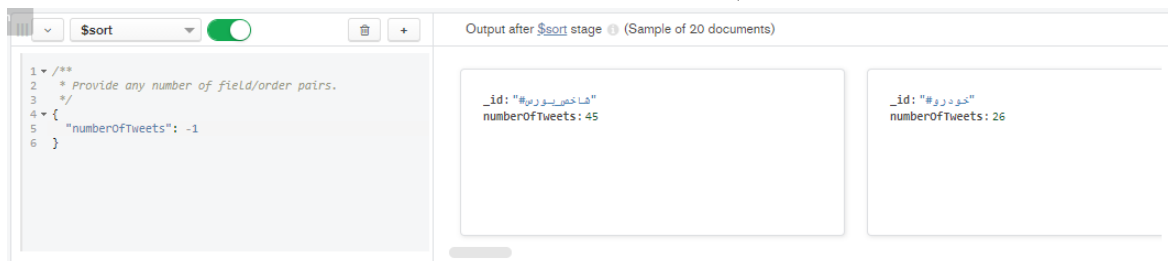 $sort
+
Output after $sort stage (Sample of 20 documents)
1 /**
2 * Provide any number of field/order pairs.
3 */
4 {
5 "numberOfTweets": -1
6 }
_id: "#شاخص_بورس"
numberOfTweets: 45
_id: "#خودرو"
numberOfTweets: 26